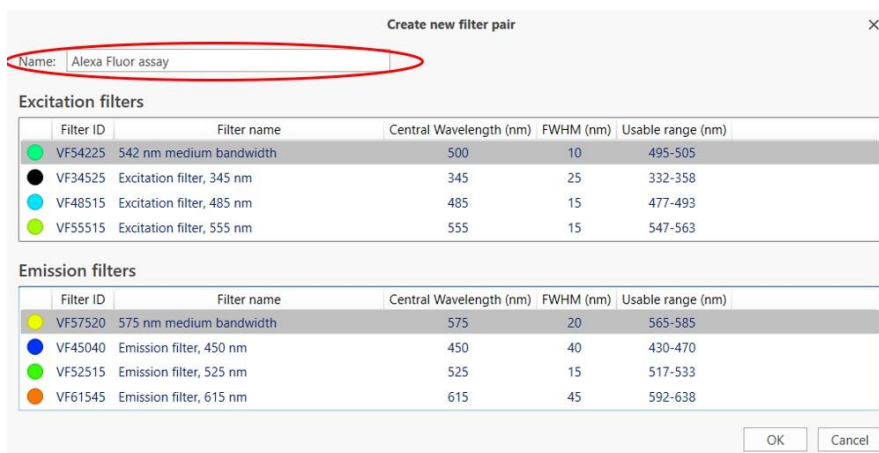 Create new filter pair
Name: Alexa Fluor assay
Excitation filters
Filter ID Filter name Central Wavelength (nm) FWHM (nm) Usable range (nm)
VF54225 542 nm medium bandwidth 500 10 495-505
VF34525 Excitation filter, 345 nm 345 25 332-358
VF48515 Excitation filter, 485 nm 485 15 477-493
VF55515 Excitation filter, 555 nm 555 15 547-563
Emission filters
Filter ID Filter name Central Wavelength (nm) FWHM (nm) Usable range (nm)
VF57520 575 nm medium bandwidth 575 20 565-585
VF45040 Emission filter, 450 nm 450 40 430-470
VF52515 Emission filter, 525 nm 525 15 517-533
VF61545 Emission filter, 615 nm 615 45 592-638
OK Cancel